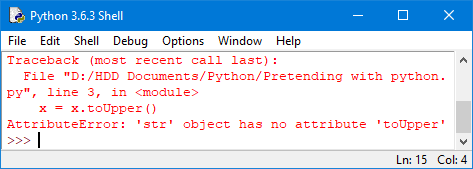 Python 3.6.3 Shell
File Edit Shell Debug Options Window Help
Traceback (most recent call last):
  File "D:/HDD Documents/Python/Pretending with python.
py", line 3, in <module>
    x = x.toUpper()
AttributeError: 'str' object has no attribute 'toUpper'
>>>
Ln: 15 Col: 4